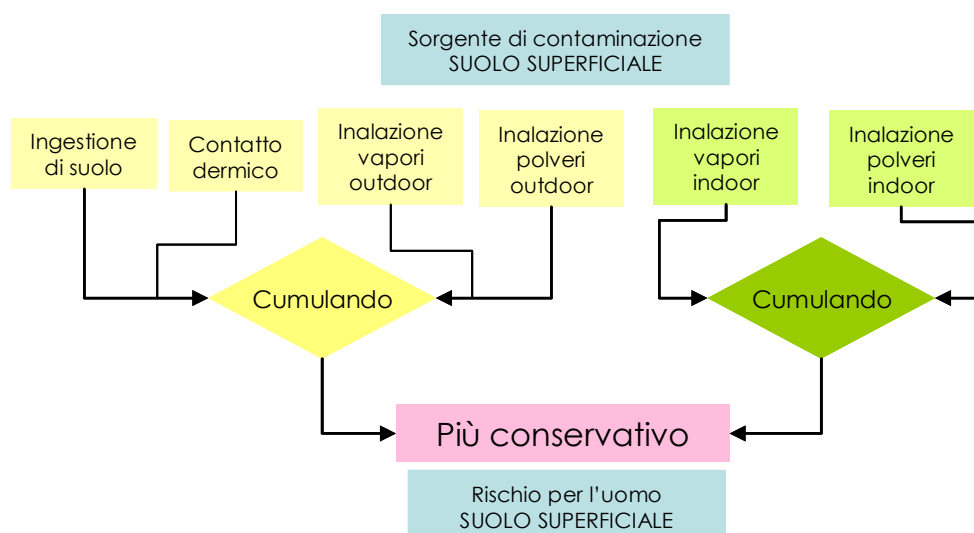 Sorgente di contaminazione
SUOLO SUPERFICIALE
Ingestione
di suolo
Contatto
dermico
Inalazione
vapori
outdoor
Inalazione
polveri
outdoor
Inalazione
vapori
indoor
Inalazione
polveri
indoor
Cumulando
Cumulando
Più conservativo
Rischio per l'uomo
SUOLO SUPERFICIALE